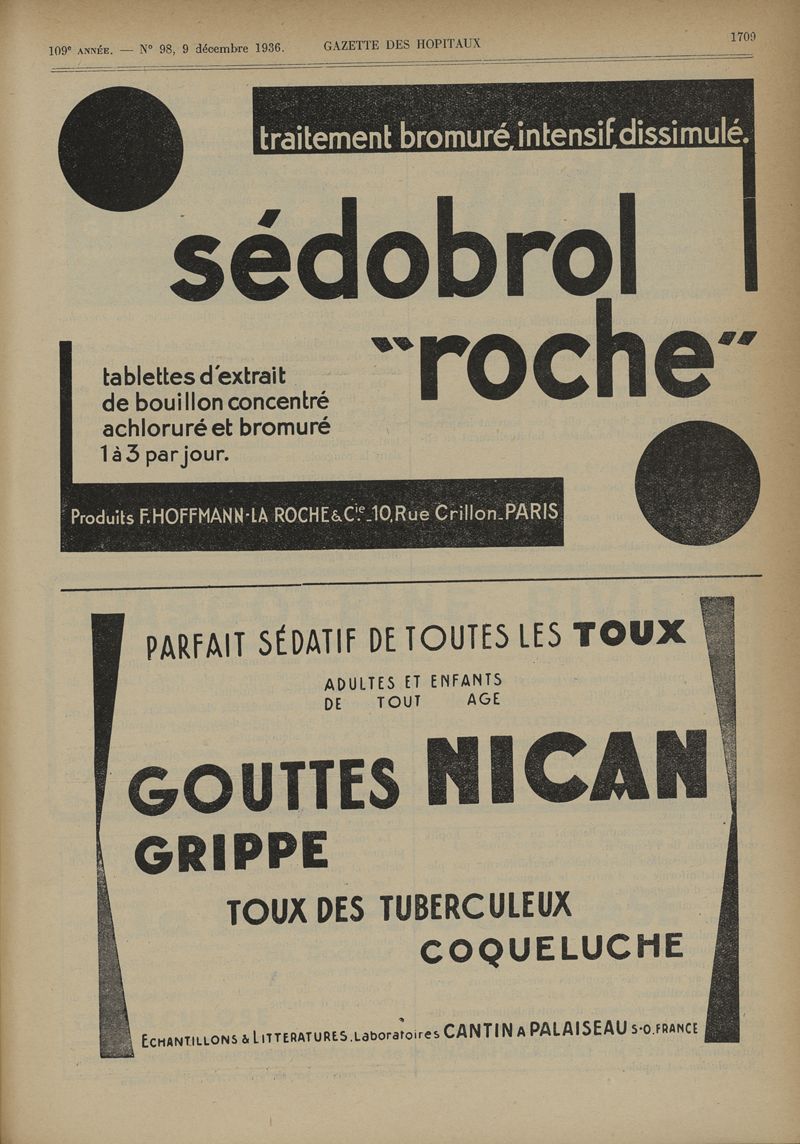 109e ANNÉE. — N° 98, 9 décembre 1936.
GAZETTE DES HOPITAUX
1709
traitement bromuré, intensif, dissimulé.
sédobrol
"roche"
tablettes d'extrait
de bouillon concentré
achloruré et bromuré
1 à 3 par jour.
Produits F. HOFFMANN-LA ROCHE & Cie._10, Rue Crillon_PARIS
PARFAIT SÉDATIF DE TOUTES LES TOUX
ADULTES ET ENFANTS
DE TOUT AGE
GOUTTES NICAN
GRIPPE
TOUX DES TUBERCULEUX
COQUELUCHE
ECHANTILLONS & LITTERATURES. Laboratoires CANTIN A PALAISEAU S.-O. FRANCE